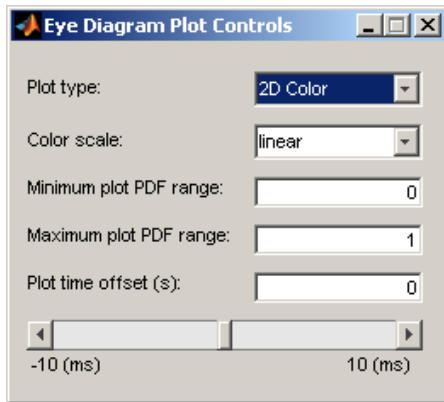 Eye Diagram Plot Controls
Plot type: 2D Color
Color scale: linear
Minimum plot PDF range: 0
Maximum plot PDF range: 1
Plot time offset (s): 0
-10 (ms) 10 (ms)